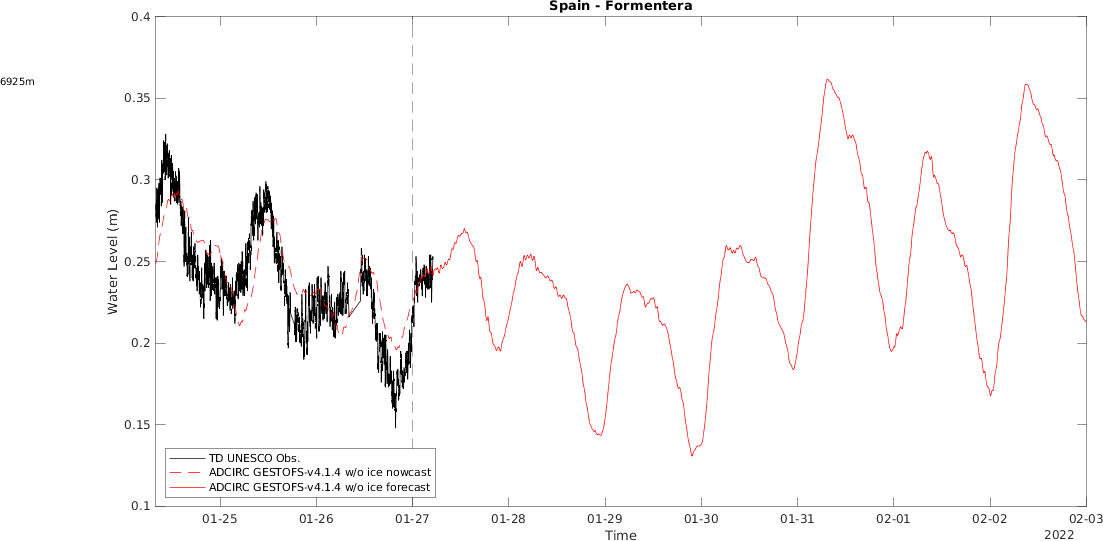 Spain - Formentera
6925m
0.4
0.35
0.3
0.25
0.2
0.15
0.1
Water Level (m)
TD UNESCO Obs.
ADCIRC GESTOFS-v4.1.4 w/o ice nowcast
ADCIRC GESTOFS-v4.1.4 w/o ice forecast
01-25 01-26 01-27 01-28 01-29 01-30 01-31 02-01 02-02 02-03
Time
2022